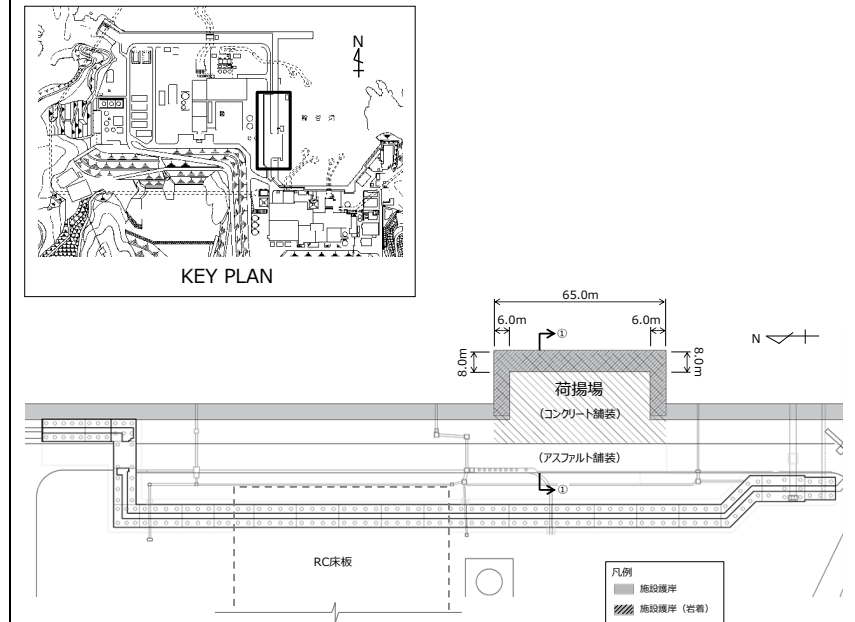 N
KEY PLAN
65.0m
6.0m
①
6.0m
N
8.0m
8.0m
荷揚場
(コンクリート舗装)
(アスファルト舗装)
①
RC床板
凡例
施設護岸
施設護岸（岩着）